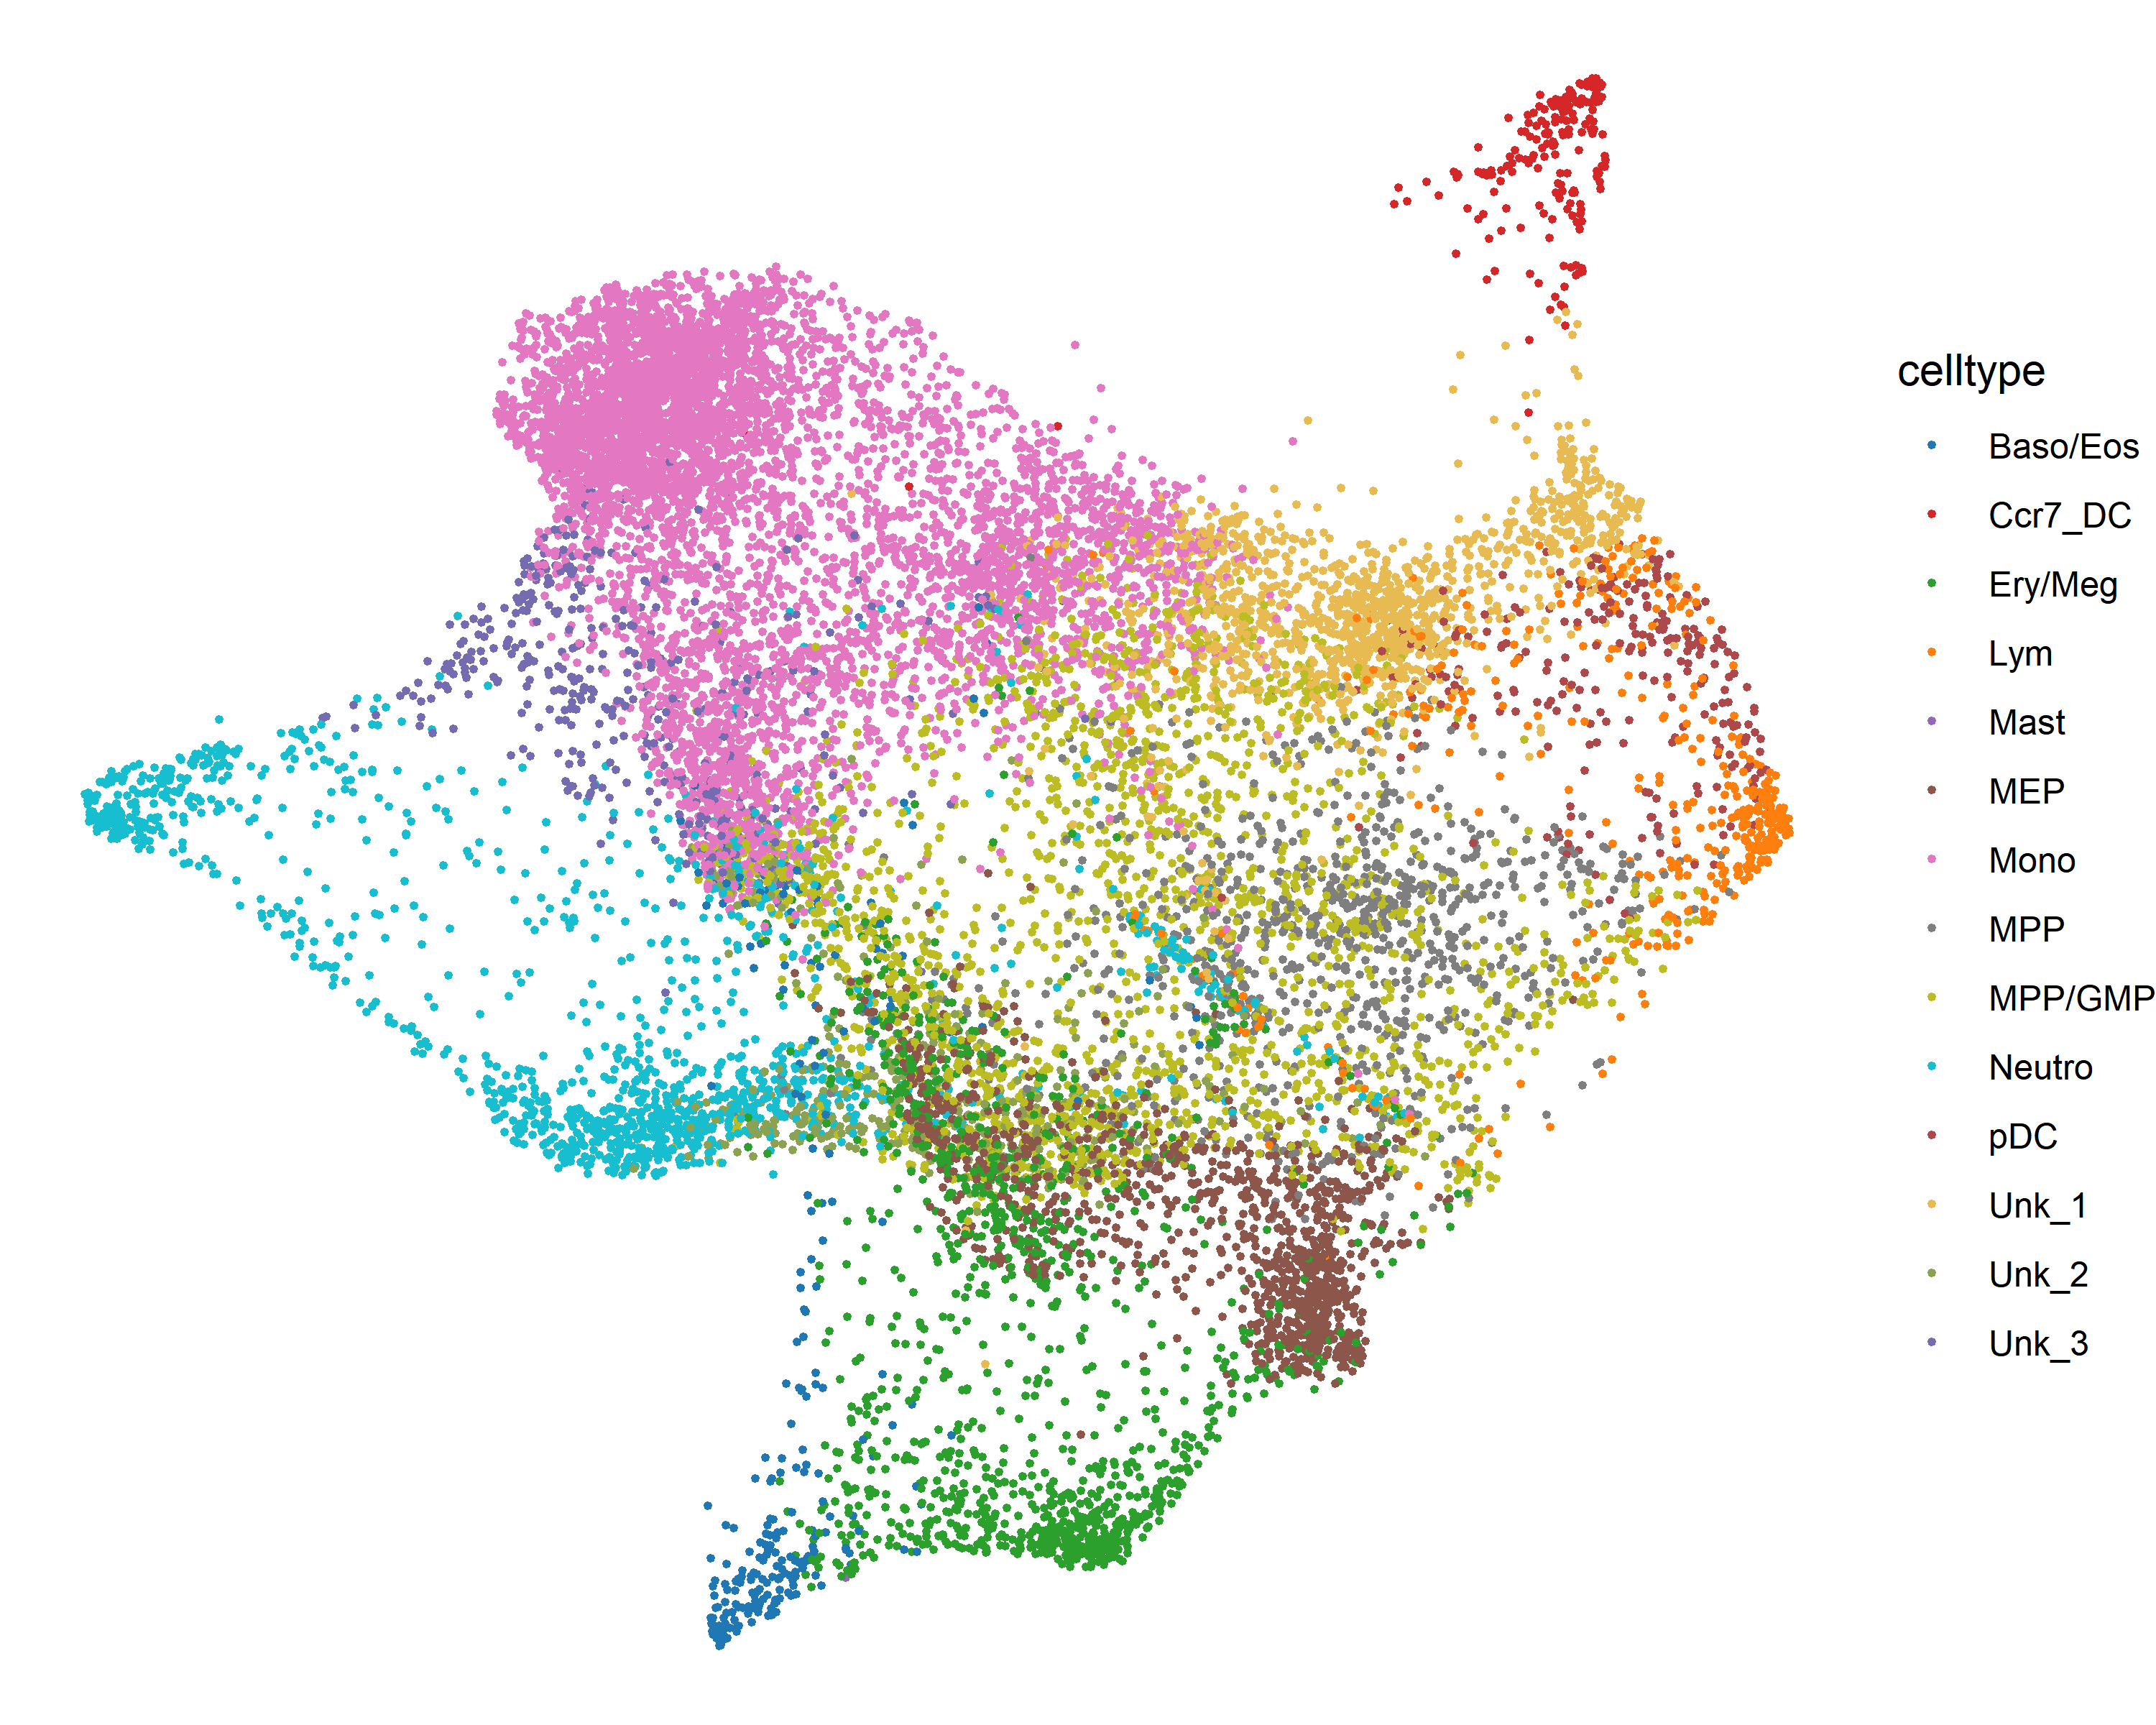 celltype
Baso/Eos
Ccr7_DC
Ery/Meg
Lym
Mast
MEP
Mono
MPP
MPP/GMP
Neutro
pDC
Unk_1
Unk_2
Unk_3